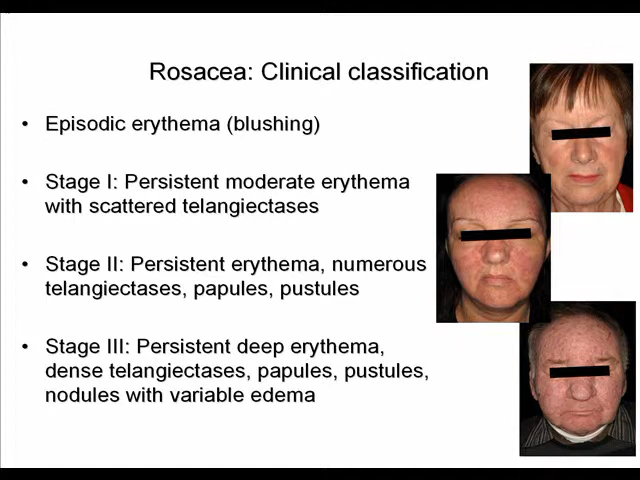 Rosacea: Clinical classification
• Episodic erythema (blushing)
• Stage I: Persistent moderate erythema
with scattered telangiectases
• Stage II: Persistent erythema, numerous
telangiectases, papules, pustules
• Stage III: Persistent deep erythema,
dense telangiectases, papules, pustules,
nodules with variable edema